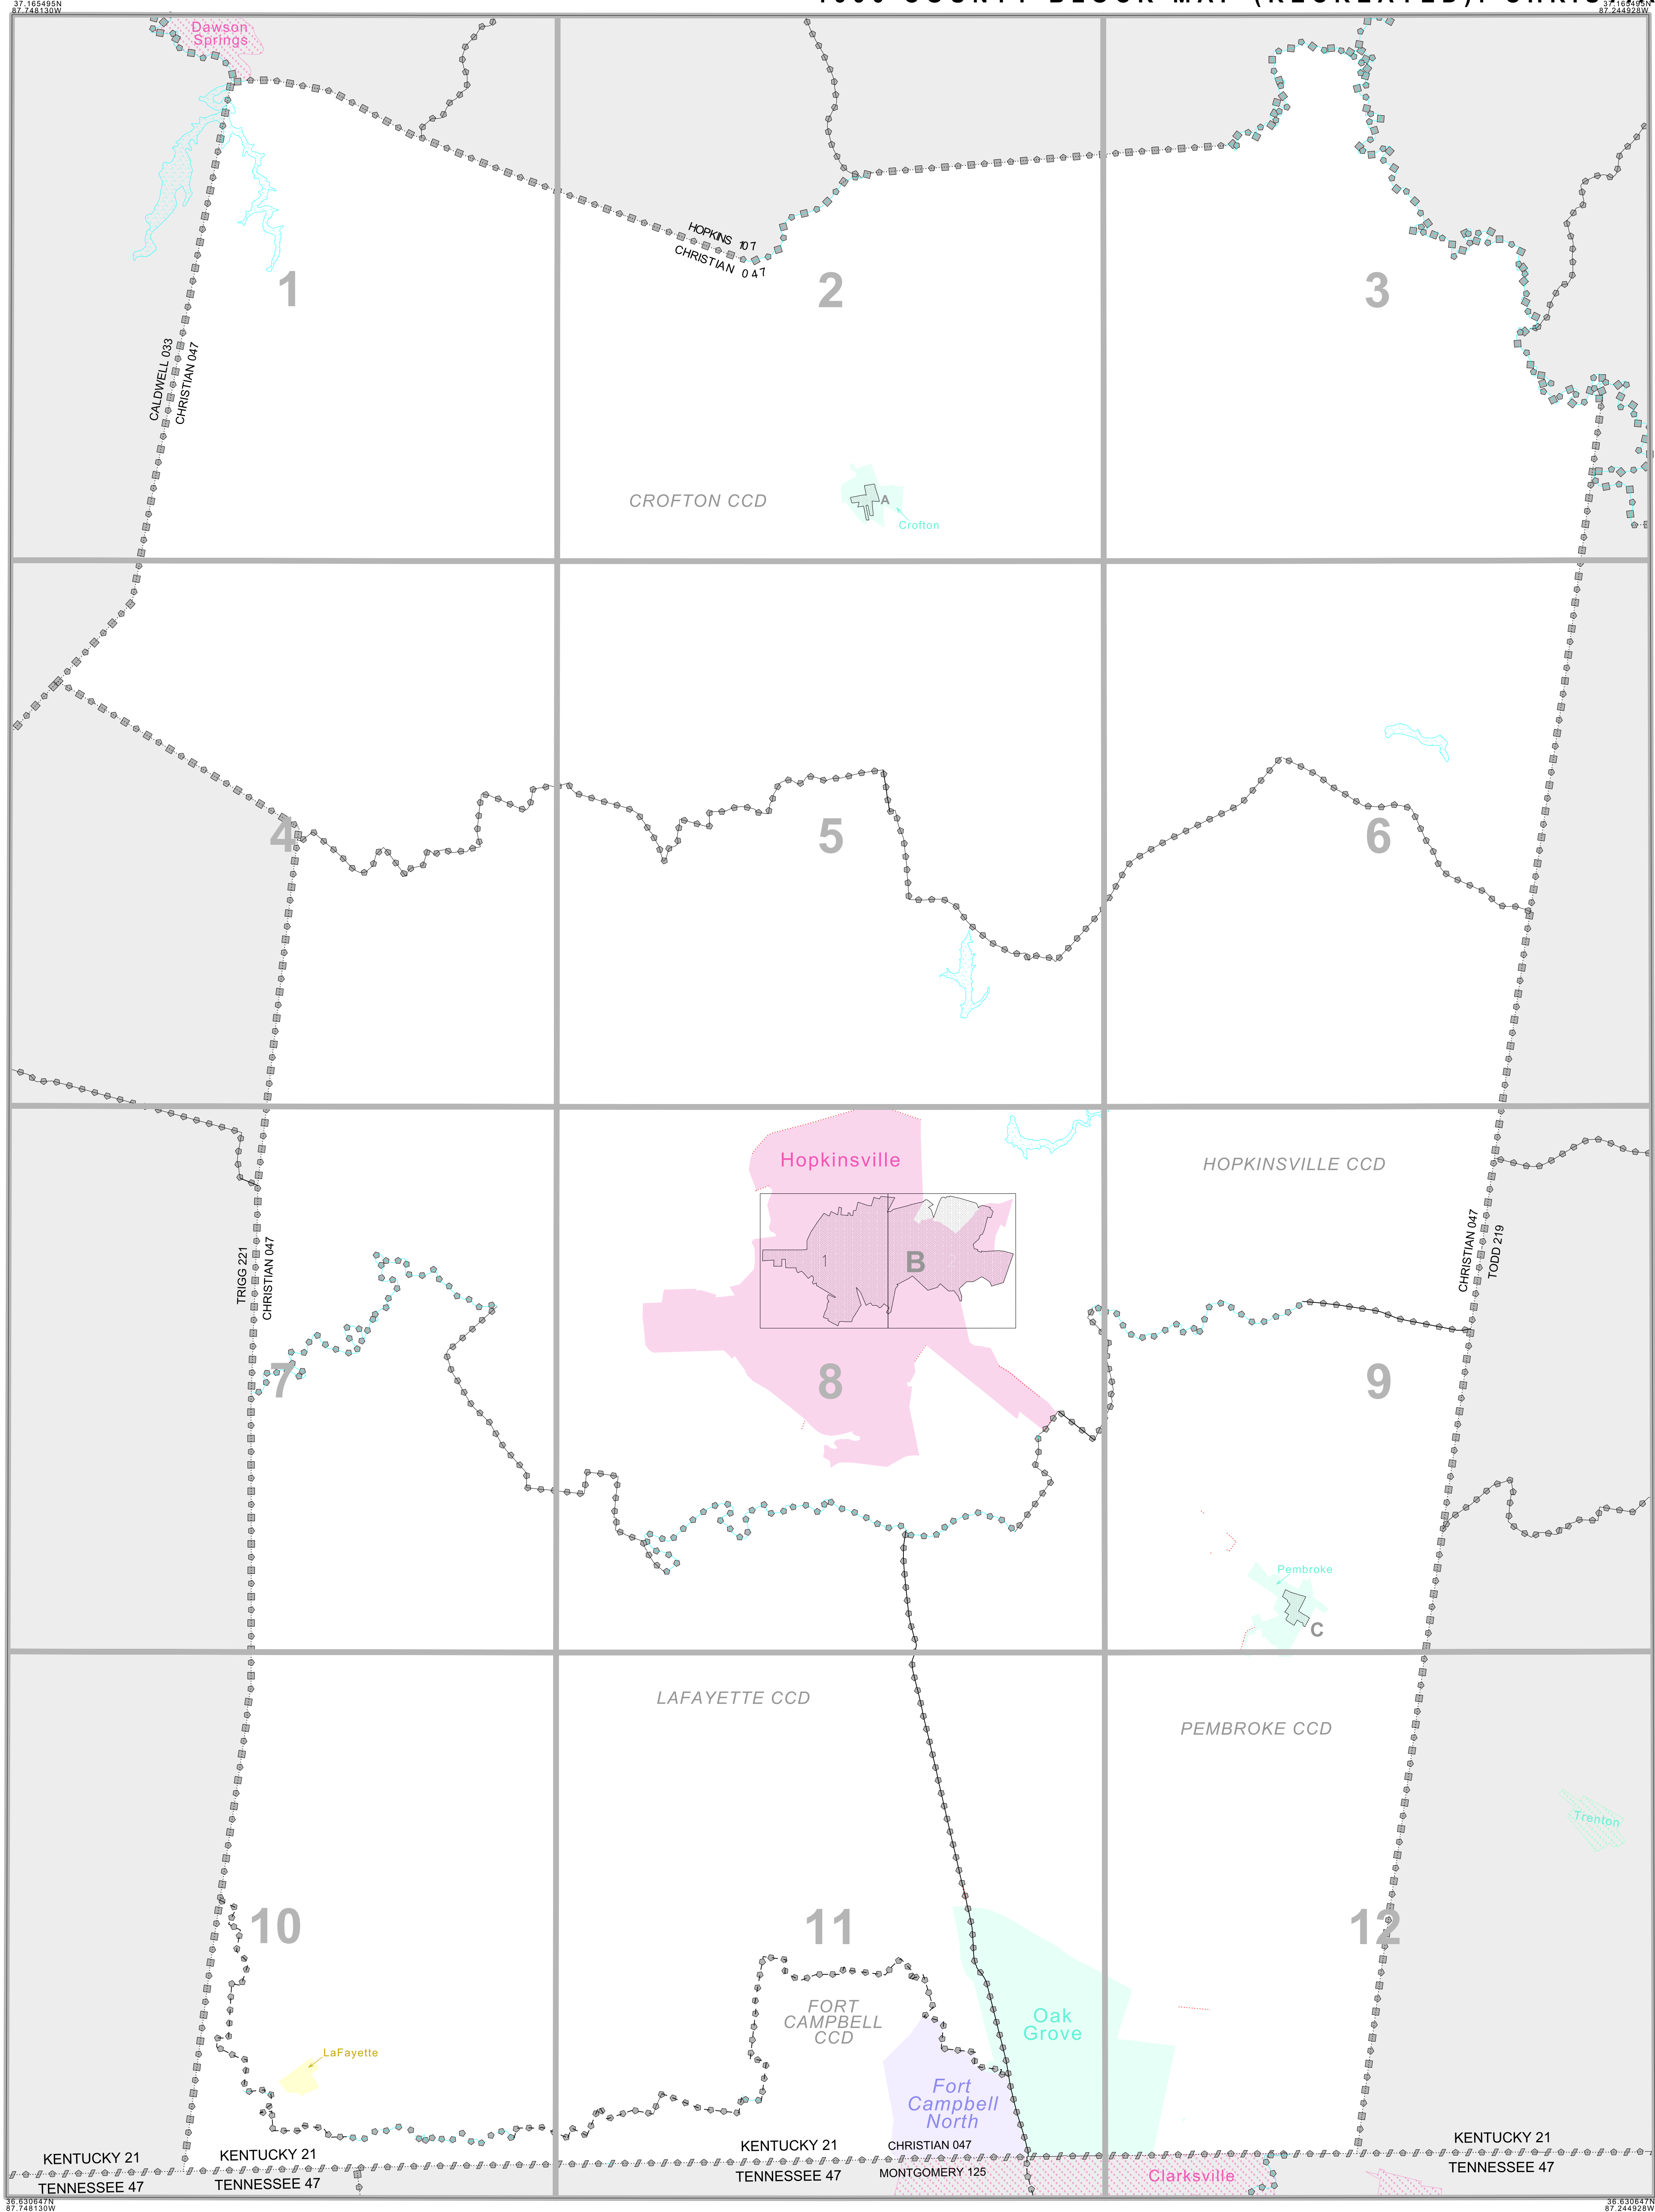 37.165495N
87.748130W
37.165495N
87.244928W
Dawson
Springs
HOPKINS 107
CHRISTIAN 047
1
2
3
CALDWELL 033
CHRISTIAN 047
CROFTON CCD
A
Crofton
4
5
6
Hopkinsville
HOPKINSVILLE CCD
TRIGG 221
CHRISTIAN 047
CHRISTIAN 047
TODD 219
1
B
7
8
9
Pembroke
C
LAFAYETTE CCD
PEMBROKE CCD
Trenton
10
11
12
FORT
CAMPBELL
CCD
Oak
Grove
LaFayette
Fort
Campbell
North
KENTUCKY 21
TENNESSEE 47
KENTUCKY 21
TENNESSEE 47
KENTUCKY 21
TENNESSEE 47
CHRISTIAN 047
MONTGOMERY 125
Clarksville
KENTUCKY 21
TENNESSEE 47
36.630647N
87.748130W
36.630647N
87.244928W